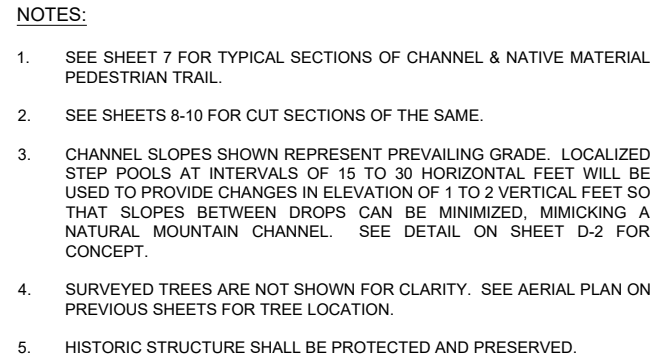 NOTES:
1. SEE SHEET 7 FOR TYPICAL SECTIONS OF CHANNEL & NATIVE MATERIAL
PEDESTRIAN TRAIL.
2. SEE SHEETS 8-10 FOR CUT SECTIONS OF THE SAME.
3. CHANNEL SLOPES SHOWN REPRESENT PREVAILING GRADE. LOCALIZED
STEP POOLS AT INTERVALS OF 15 TO 30 HORIZONTAL FEET WILL BE
USED TO PROVIDE CHANGES IN ELEVATION OF 1 TO 2 VERTICAL FEET SO
THAT SLOPES BETWEEN DROPS CAN BE MINIMIZED, MIMICKING A
NATURAL MOUNTAIN CHANNEL. SEE DETAIL ON SHEET D-2 FOR
CONCEPT.
4. SURVEYED TREES ARE NOT SHOWN FOR CLARITY. SEE AERIAL PLAN ON
PREVIOUS SHEETS FOR TREE LOCATION.
5. HISTORIC STRUCTURE SHALL BE PROTECTED AND PRESERVED.